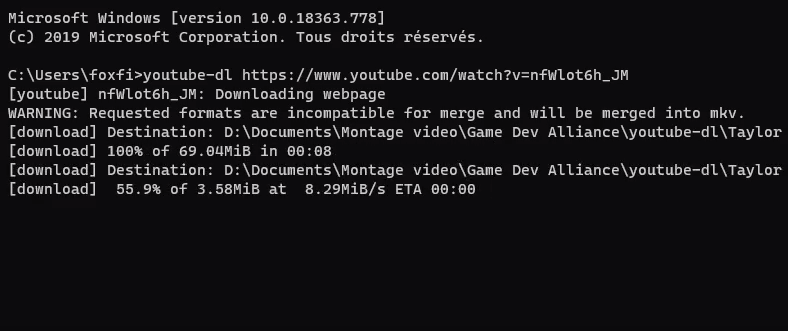 Microsoft Windows [version 10.0.18363.778]
(c) 2019 Microsoft Corporation. Tous droits réservés.
C:\Users\foxfi>youtube-dl https://www.youtube.com/watch?v=nfWlot6h_JM
[youtube] nfWlot6h_JM: Downloading webpage
WARNING: Requested formats are incompatible for merge and will be merged into mkv.
[download] Destination: D:\Documents\Montage video\Game Dev Alliance\youtube-dl\Taylor
[download] 100% of 69.04MiB in 00:08
[download] Destination: D:\Documents\Montage video\Game Dev Alliance\youtube-dl\Taylor
[download]  55.9% of 3.58MiB at  8.29MiB/s ETA 00:00